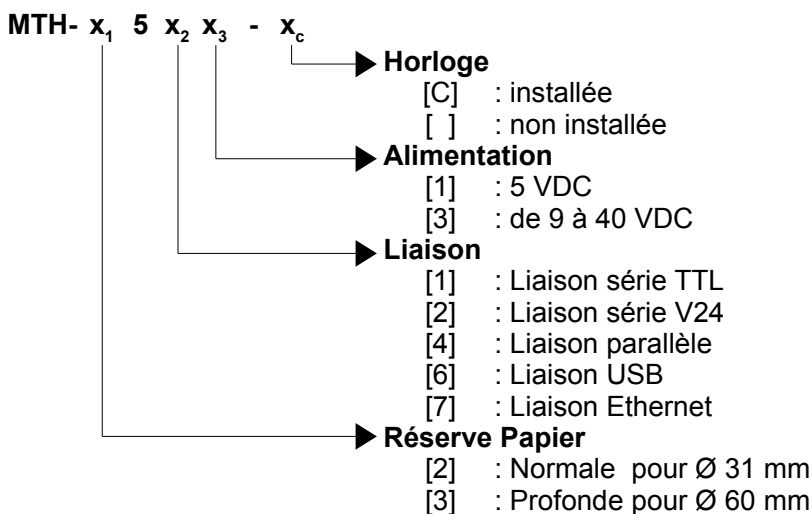 MTH- x1 5 x2 x3 - xc
Horloge
[C] : installée
[ ] : non installée
Alimentation
[1] : 5 VDC
[3] : de 9 à 40 VDC
Liaison
[1] : Liaison série TTL
[2] : Liaison série V24
[4] : Liaison parallèle
[6] : Liaison USB
[7] : Liaison Ethernet
Réserve Papier
[2] : Normale pour Ø 31 mm
[3] : Profonde pour Ø 60 mm